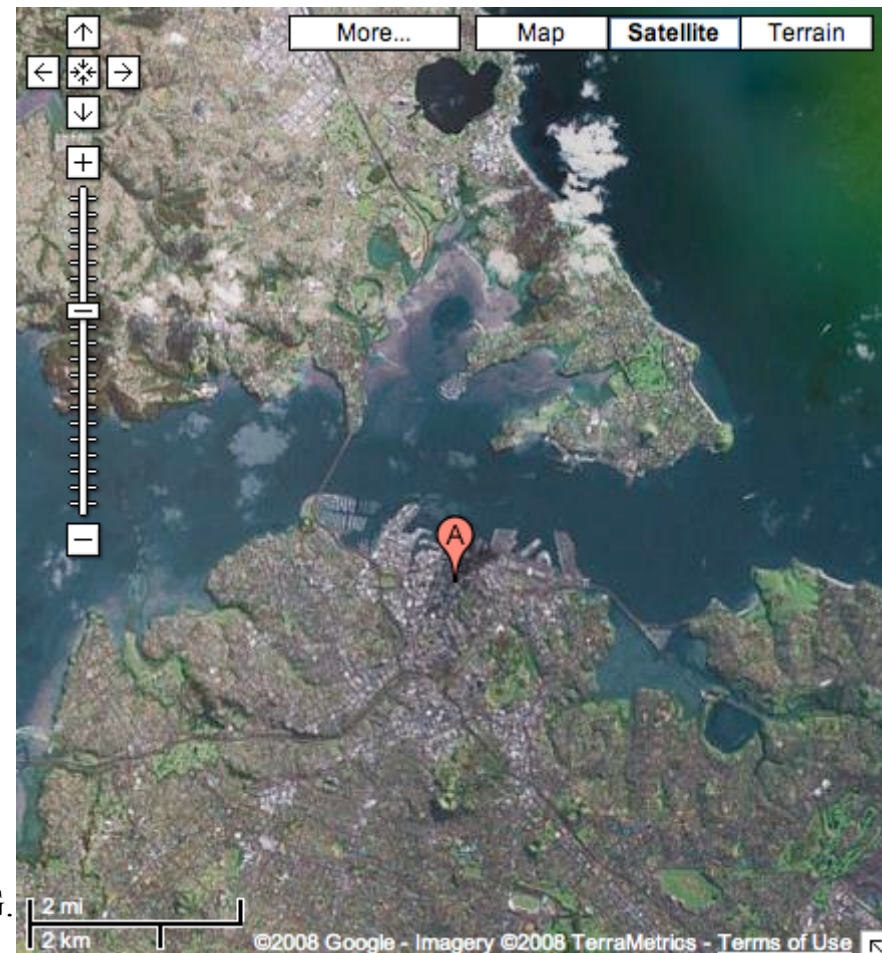 More... Map Satellite Terrain
A
2 mi
2 km
©2008 Google - Imagery ©2008 TerraMetrics - Terms of Use